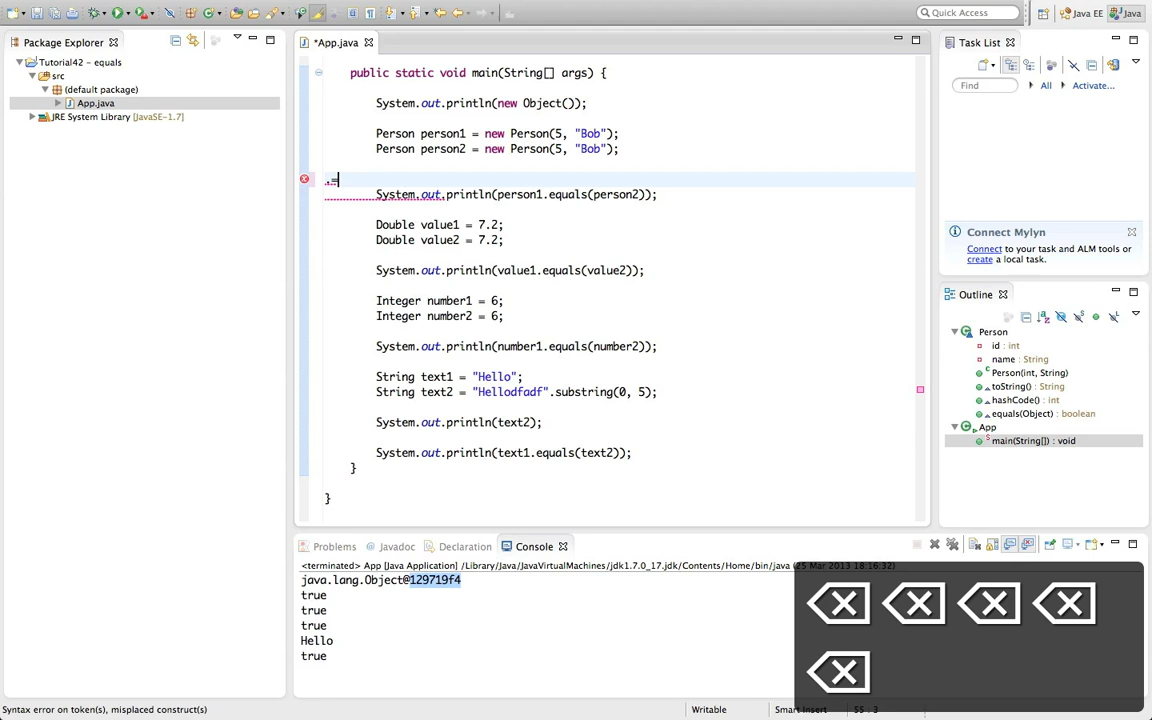 Quick Access
Java EE
Java
Package Explorer
Tutorial42 - equals
src
(default package)
App.java
JRE System Library [JavaSE-1.7]
*App.java
public static void main(String[] args) {
System.out.println(new Object());
Person person1 = new Person(5, "Bob");
Person person2 = new Person(5, "Bob");
.=
System.out.println(person1.equals(person2));
Double value1 = 7.2;
Double value2 = 7.2;
System.out.println(value1.equals(value2));
Integer number1 = 6;
Integer number2 = 6;
System.out.println(number1.equals(number2));
String text1 = "Hello";
String text2 = "Hellodfadf".substring(0, 5);
System.out.println(text2);
System.out.println(text1.equals(text2));
}
}
Task List
Find
All
Activate...
Connect Mylyn
Connect to your task and ALM tools or
create a local task.
Outline
Person
id : int
name : String
Person(int, String)
toString() : String
hashCode() : int
equals(Object) : boolean
App
main(String[]) : void
Problems
Javadoc
Declaration
Console
<terminated> App [Java Application] /Library/Java/JavaVirtualMachines/jdk1.7.0_17.jdk/Contents/Home/bin/java (25 Mar 2013 18:16:32)
java.lang.Object@129719f4
true
true
true
Hello
true
Syntax error on token(s), misplaced construct(s)
Writable
Smart Insert
55 : 3